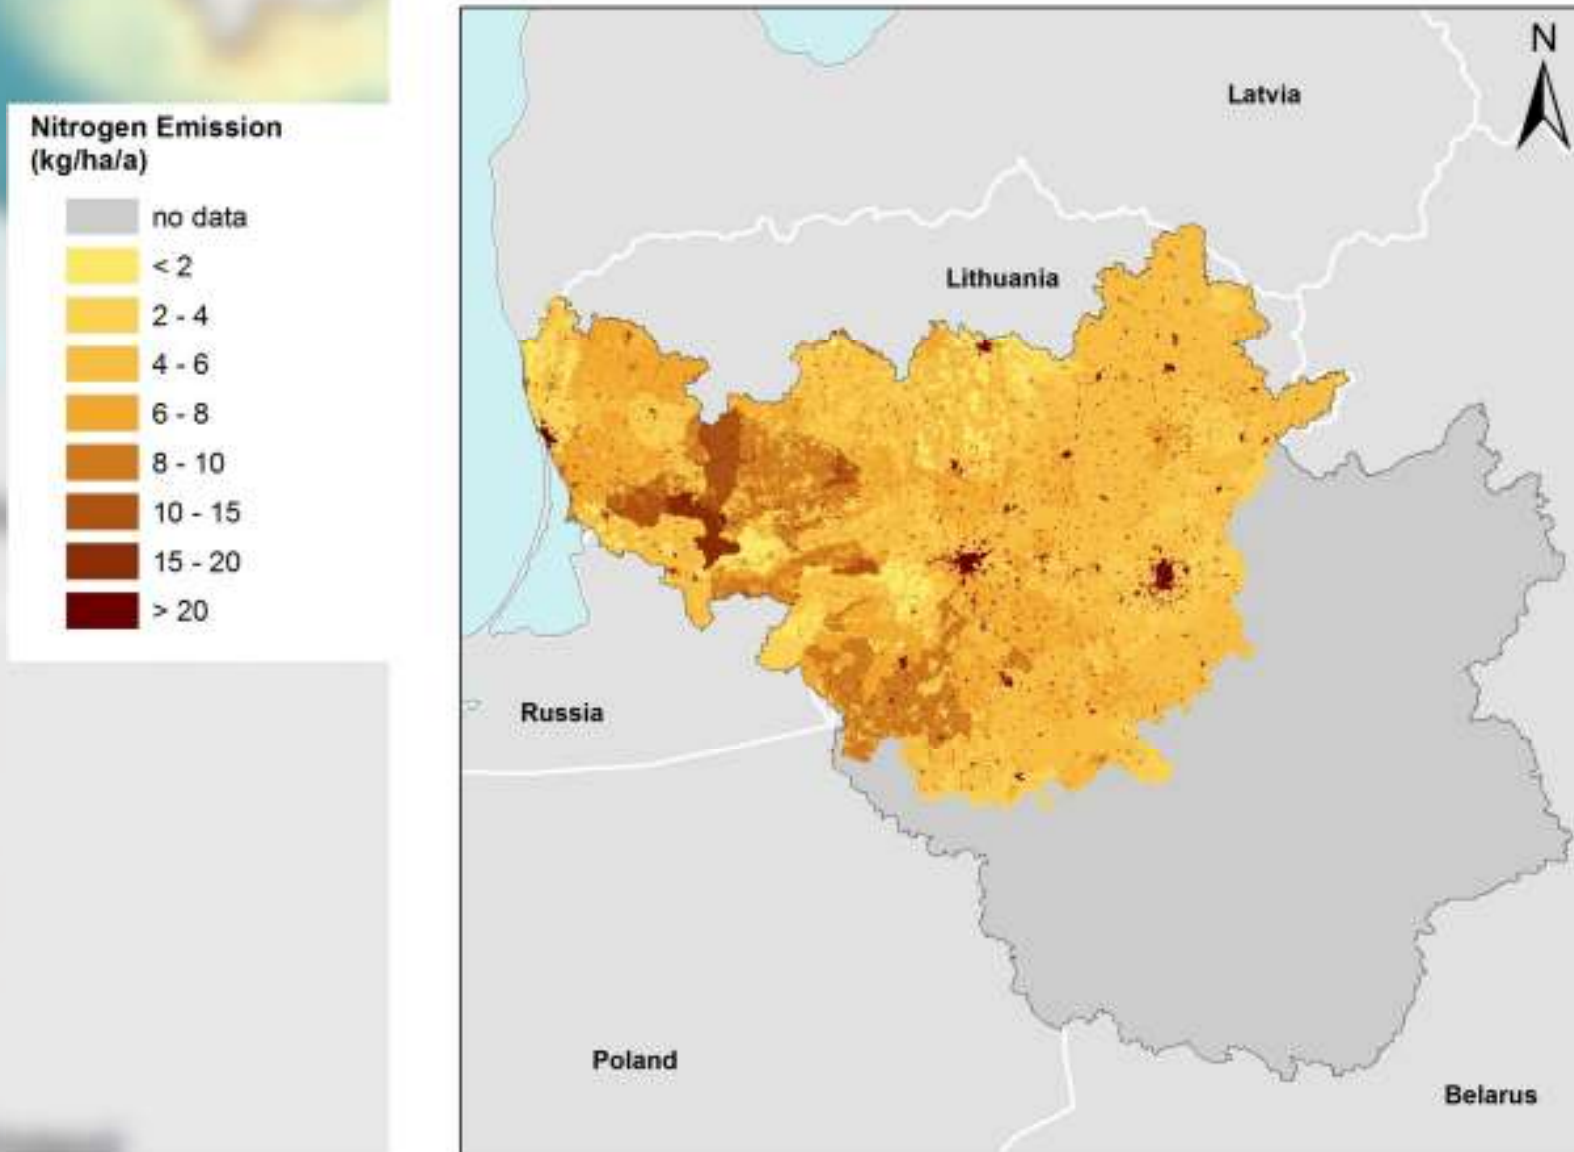 Nitrogen Emission
(kg/ha/a)
no data
< 2
2 - 4
4 - 6
6 - 8
8 - 10
10 - 15
15 - 20
> 20
N
Latvia
Lithuania
Russia
Poland
Belarus